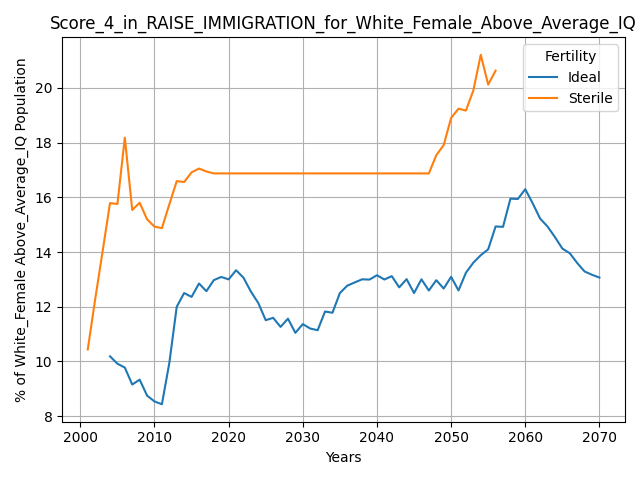 Score_4_in_RAISE_IMMIGRATION_for_White_Female_Above_Average_IQ
% of White_Female Above_Average_IQ Population
20
18
16
14
12
10
8
Fertility
Ideal
Sterile
2000 2010 2020 2030 2040 2050 2060 2070
Years